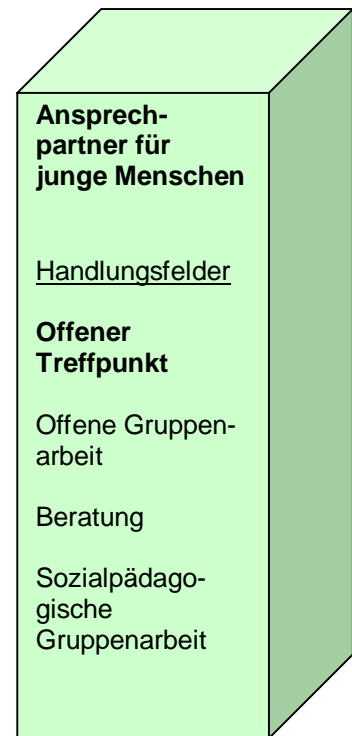 Ansprech-
partner für
junge Menschen
Handlungsfelder
Offener
Treffpunkt
Offene Gruppen-
arbeit
Beratung
Sozialpädago-
gische
Gruppenarbeit